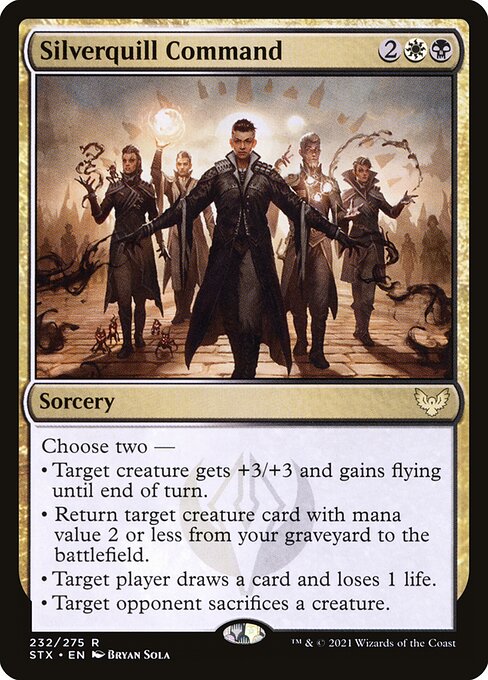 Silverquill Command 2
Sorcery
Choose two —
• Target creature gets +3/+3 and gains flying
until end of turn.
• Return target creature card with mana
value 2 or less from your graveyard to the
battlefield.
• Target player draws a card and loses 1 life.
• Target opponent sacrifices a creature.
232/275 R
STX • EN Bryan Sola
™ & © 2021 Wizards of the Coast